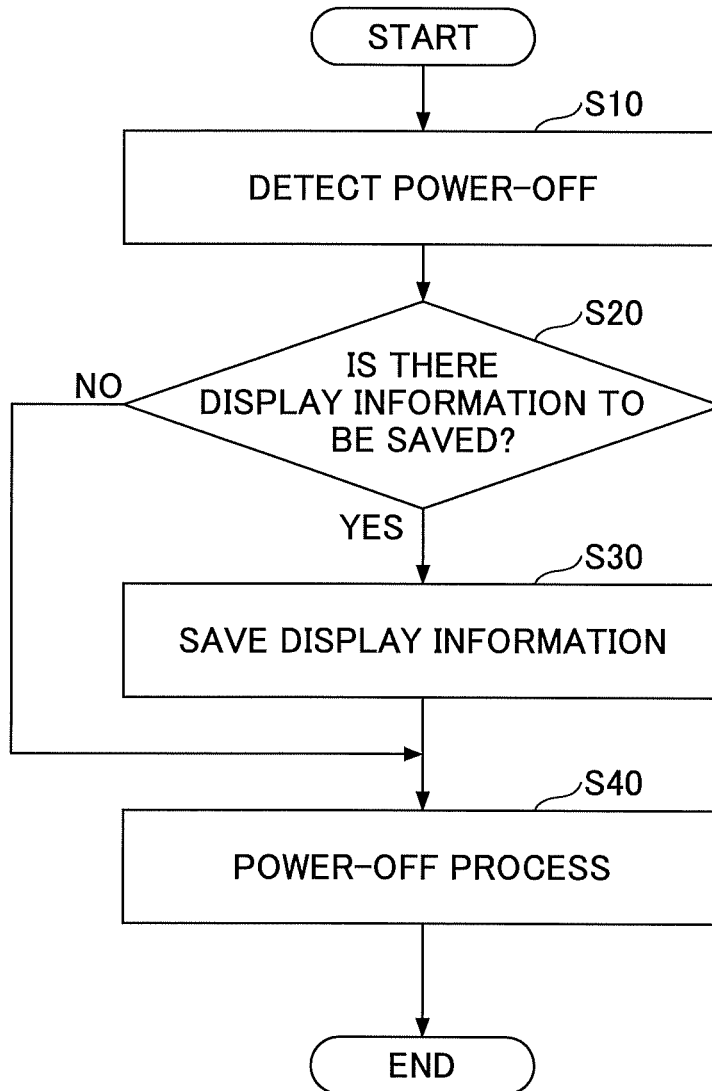 START
S10
DETECT POWER-OFF
S20
IS THERE
DISPLAY INFORMATION TO
BE SAVED?
NO
YES
S30
SAVE DISPLAY INFORMATION
S40
POWER-OFF PROCESS
END